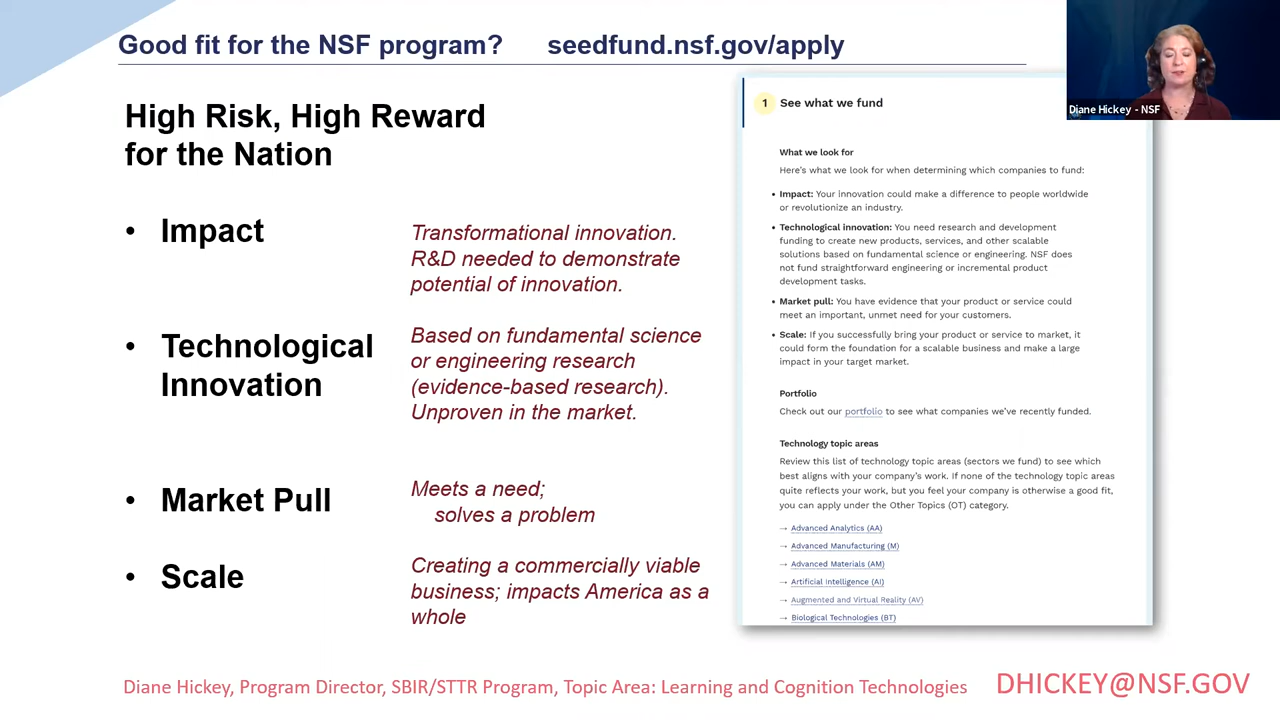 Good fit for the NSF program? seedfund.nsf.gov/apply
High Risk, High Reward
for the Nation
• Impact
Transformational innovation.
R&D needed to demonstrate
potential of innovation.
• Technological
Innovation
Based on fundamental science
or engineering research
(evidence-based research).
Unproven in the market.
• Market Pull
Meets a need;
solves a problem
• Scale
Creating a commercially viable
business; impacts America as a
whole
1 See what we fund
What we look for
Here's what we look for when determining which companies to fund:
• Impact: Your innovation could make a difference to people worldwide
or revolutionize an industry.
• Technological innovation: You need research and development
funding to create new products, services, and other scalable
solutions based on fundamental science or engineering. NSF does
not fund straightforward engineering or incremental product
development tasks.
• Market pull: You have evidence that your product or service could
meet an important, unmet need for your customers.
• Scale: If you successfully bring your product or service to market, it
could form the foundation for a scalable business and make a large
impact in your target market.
Portfolio
Check out our portfolio to see what companies we've recently funded.
Technology topic areas
Review this list of technology topic areas (sectors we fund) to see which
best aligns with your company's work. If none of the technology topic areas
quite reflects your work, but you feel your company is otherwise a good fit,
you can apply under the Other Topics (OT) category.
→ Advanced Analytics (AA)
→ Advanced Manufacturing (M)
→ Advanced Materials (AM)
→ Artificial Intelligence (AI)
→ Augmented and Virtual Reality (AV)
→ Biological Technologies (BT)
Diane Hickey - NSF
Diane Hickey, Program Director, SBIR/STTR Program, Topic Area: Learning and Cognition Technologies
DHICKEY@NSF.GOV